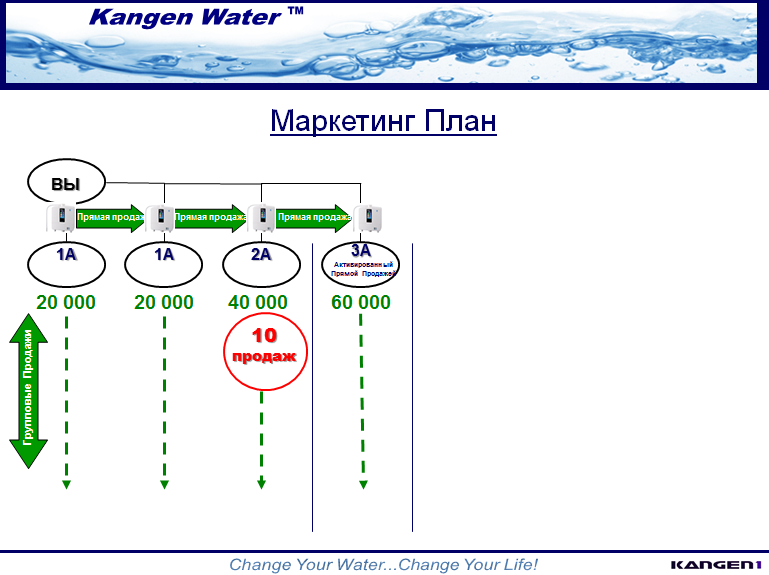 Kangen Water ™
Маркетинг План
ВЫ
Прямая продаж
Прямая продажа
Прямая продажа
1А
1А
2А
3А
Активированный
Прямой Продажей
20 000
20 000
40 000
60 000
Групповые Продажи
10
продаж
Change Your Water...Change Your Life!
KANGEN1